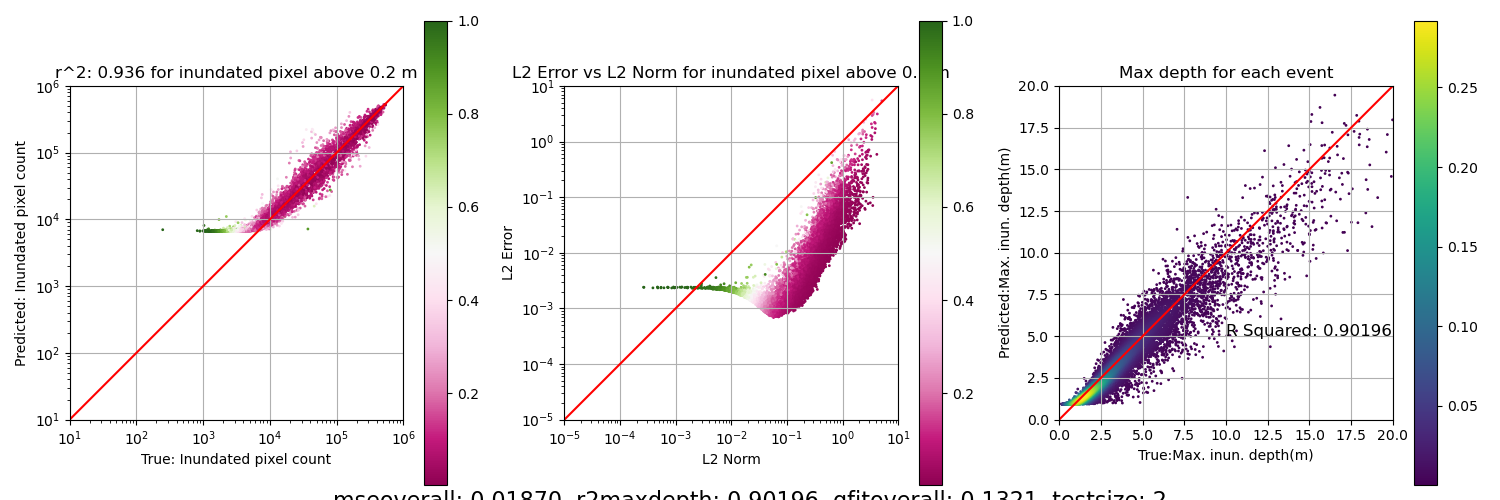 r^2: 0.936 for inundated pixel above 0.2 m
10^6
10^5
10^4
10^3
10^2
10^1
Predicted: Inundated pixel count
10^1 10^2 10^3 10^4 10^5 10^6
True: Inundated pixel count
1.0
0.8
0.6
0.4
0.2
L2 Error vs L2 Norm for inundated pixel above 0.
10^1
10^0
10^-1
10^-2
10^-3
10^-4
10^-5
L2 Error
10^-5 10^-4 10^-3 10^-2 10^-1 10^0 10^1
L2 Norm
1.0
0.8
0.6
0.4
0.2
Max depth for each event
20.0
17.5
15.0
12.5
10.0
7.5
5.0
2.5
0.0
Predicted:Max. inun. depth(m)
R Squared: 0.90196
0.0 2.5 5.0 7.5 10.0 12.5 15.0 17.5 20.0
True:Max. inun. depth(m)
0.25
0.20
0.15
0.10
0.05
mseoverall: 0.01870, r2maxdepth: 0.90196, gfitoverall: 0.1321, testsize: 2